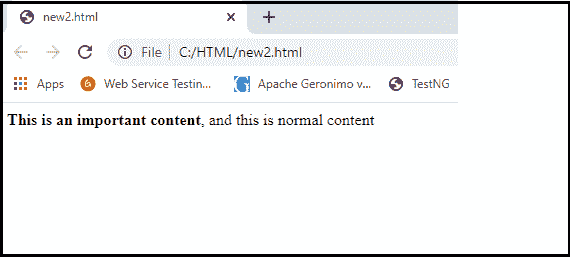 new2.html
File | C:/HTML/new2.html
Apps Web Service Testin... Apache Geronimo v... TestNG
This is an important content, and this is normal content